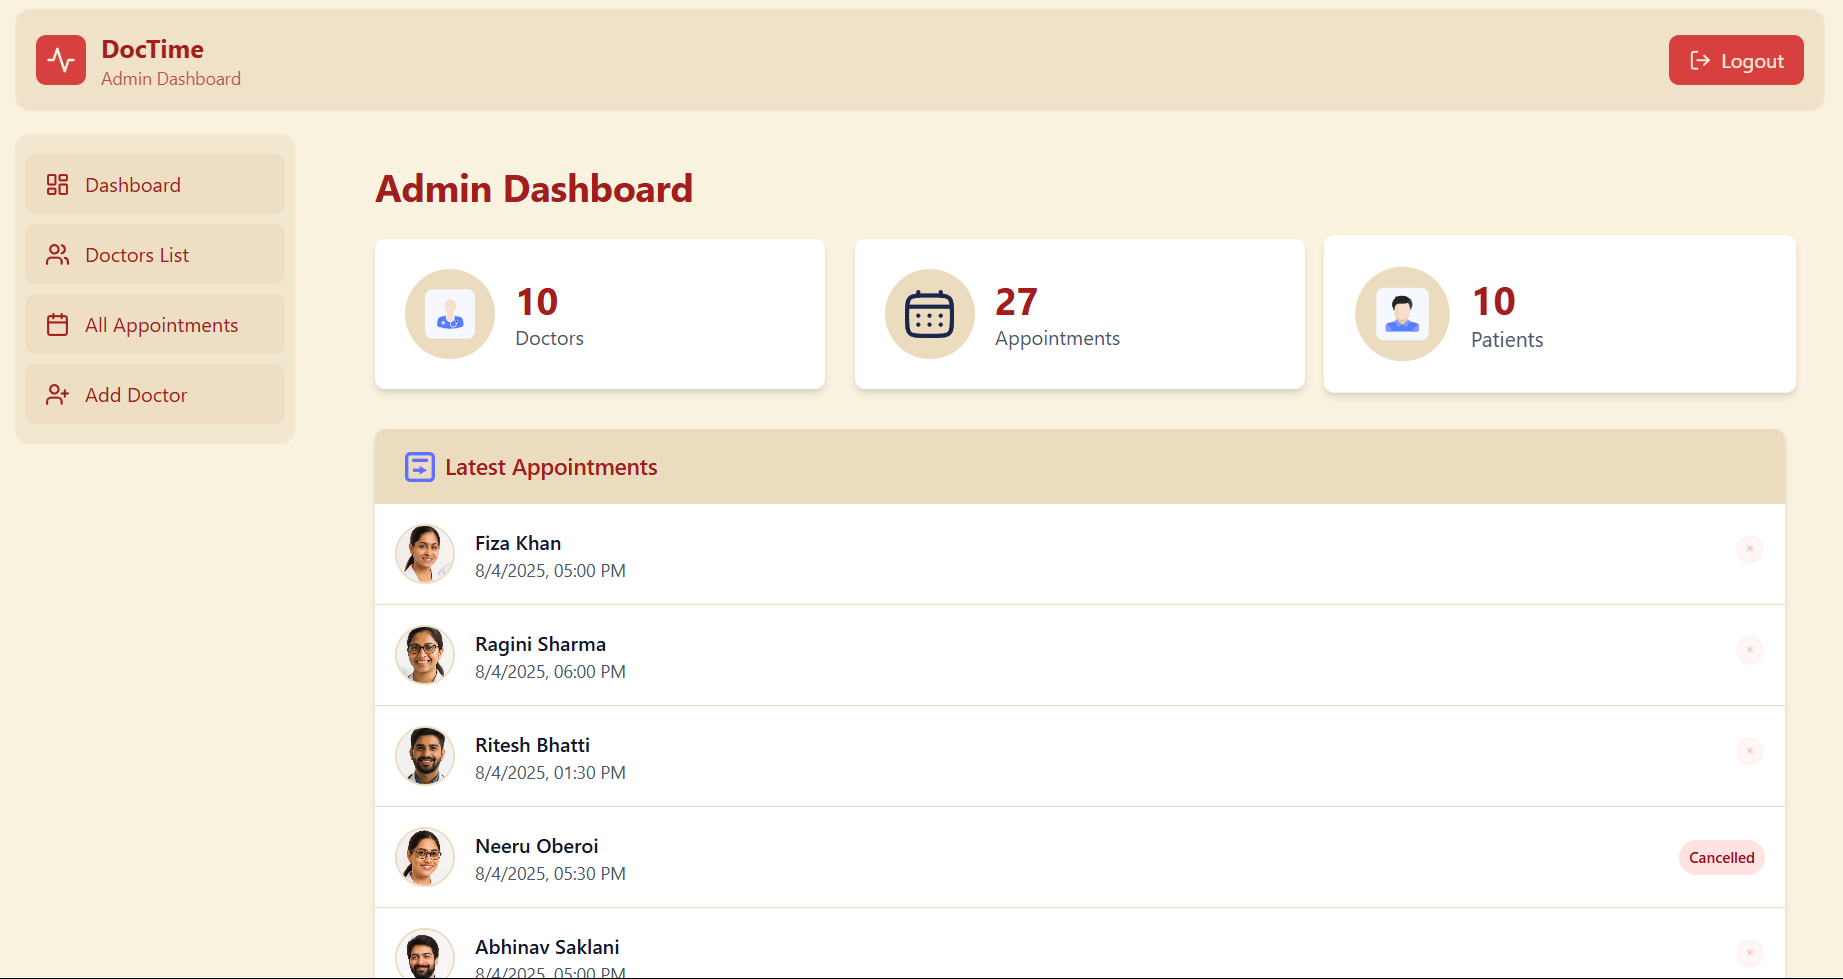 DocTime
Admin Dashboard
Logout
Dashboard
Doctors List
All Appointments
Add Doctor
Admin Dashboard
10
Doctors
27
Appointments
10
Patients
Latest Appointments
Fiza Khan
8/4/2025, 05:00 PM
Ragini Sharma
8/4/2025, 06:00 PM
Ritesh Bhatti
8/4/2025, 01:30 PM
Neeru Oberoi
8/4/2025, 05:30 PM
Cancelled
Abhinav Saklani
8/4/2025, 05:00 PM